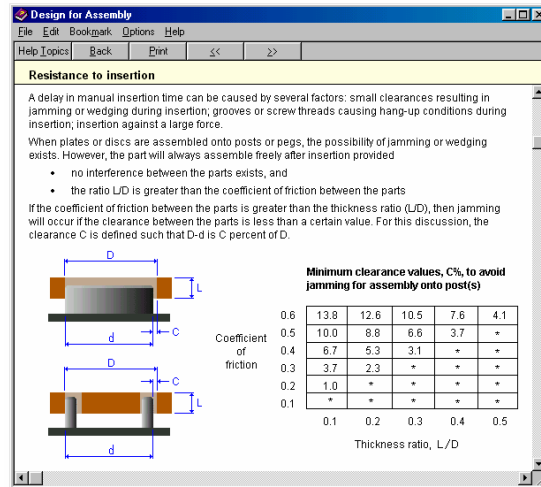 Design for Assembly
File Edit Bookmark Options Help
Help Topics Back Print << >>
Resistance to insertion
A delay in manual insertion time can be caused by several factors: small clearances resulting in
jamming or wedging during insertion; grooves or screw threads causing hang-up conditions during
insertion; insertion against a large force.
When plates or discs are assembled onto posts or pegs, the possibility of jamming or wedging
exists. However, the part will always assemble freely after insertion provided
• no interference between the parts exists, and
• the ratio L/D is greater than the coefficient of friction between the parts
If the coefficient of friction between the parts is greater than the thickness ratio (L/D), then jamming
will occur if the clearance between the parts is less than a certain value. For this discussion, the
clearance C is defined such that D-d is C percent of D.
D
L
C
d
D
C
L
d
Minimum clearance values, C%, to avoid
jamming for assembly onto post(s)
Coefficient
of
friction
0.6 13.8 12.6 10.5 7.6 4.1
0.5 10.0 8.8 6.6 3.7 *
0.4 6.7 5.3 3.1 * *
0.3 3.7 2.3 * * *
0.2 1.0 * * * *
0.1 * * * * *
0.1 0.2 0.3 0.4 0.5
Thickness ratio, L/D